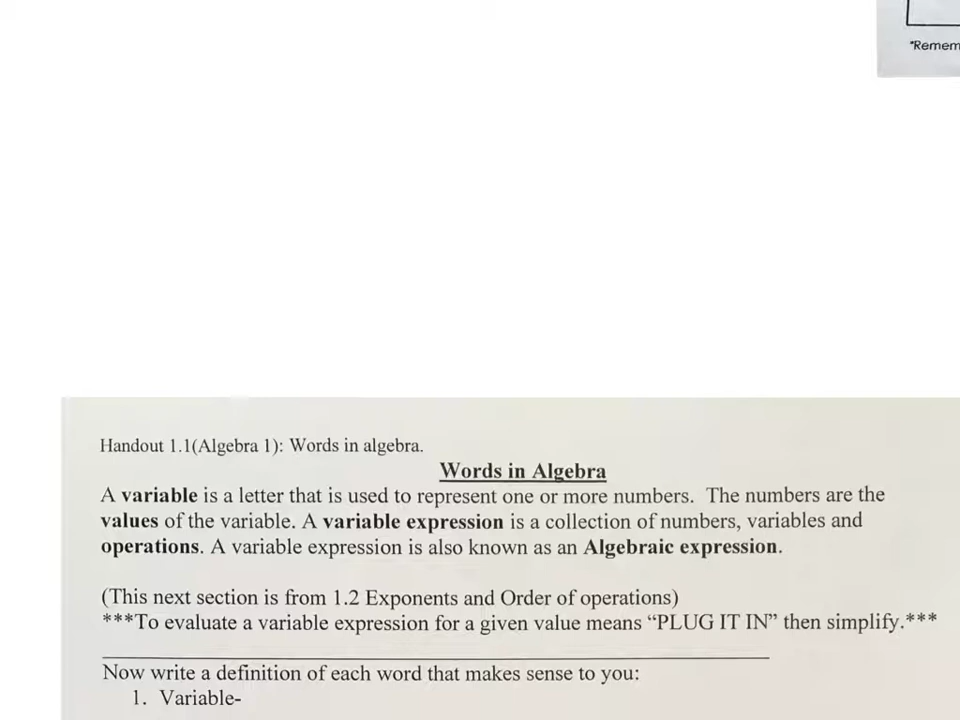 *Remem
Handout 1.1(Algebra 1): Words in algebra.
Words in Algebra
A variable is a letter that is used to represent one or more numbers. The numbers are the
values of the variable. A variable expression is a collection of numbers, variables and
operations. A variable expression is also known as an Algebraic expression.
(This next section is from 1.2 Exponents and Order of operations)
***To evaluate a variable expression for a given value means “PLUG IT IN” then simplify.***
Now write a definition of each word that makes sense to you:
1. Variable-